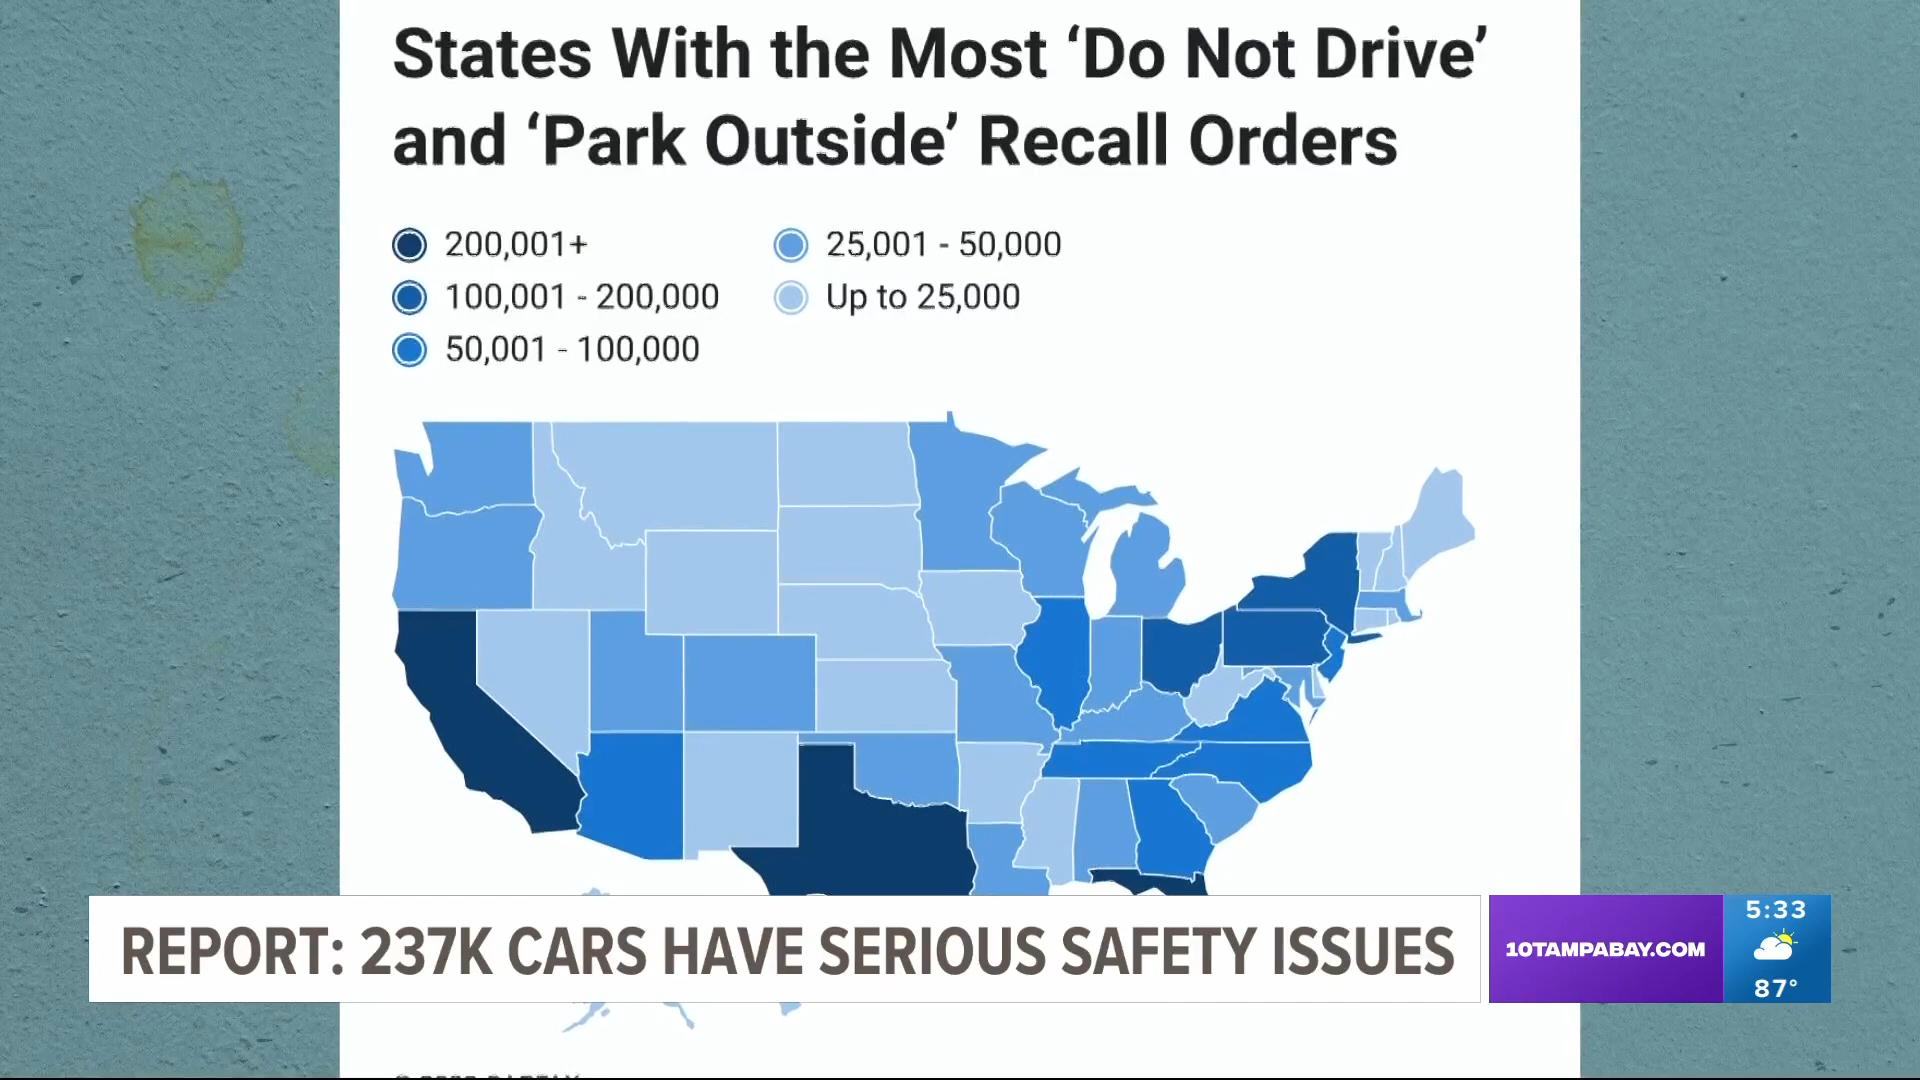 States With the Most ‘Do Not Drive’
and ‘Park Outside’ Recall Orders
200,001+
100,001 - 200,000
50,001 - 100,000
25,001 - 50,000
Up to 25,000
REPORT: 237K CARS HAVE SERIOUS SAFETY ISSUES
10TAMPABAY.COM
5:33
87°